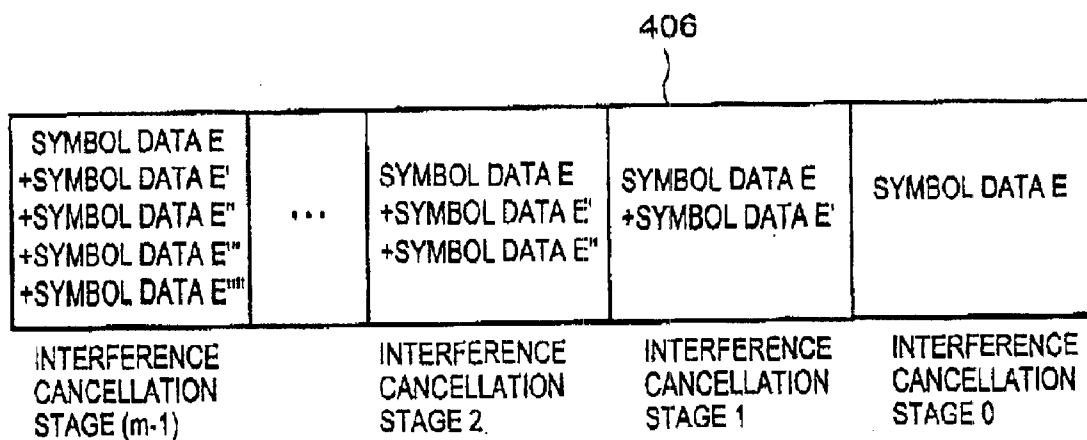 406
SYMBOL DATA E
+SYMBOL DATA E'
+SYMBOL DATA E"
+SYMBOL DATA E'"
+SYMBOL DATA E""
...
SYMBOL DATA E
+SYMBOL DATA E'
+SYMBOL DATA E"
SYMBOL DATA E
+SYMBOL DATA E'
SYMBOL DATA E
INTERFERENCE
CANCELLATION
STAGE (m-1)
INTERFERENCE
CANCELLATION
STAGE 2
INTERFERENCE
CANCELLATION
STAGE 1
INTERFERENCE
CANCELLATION
STAGE 0